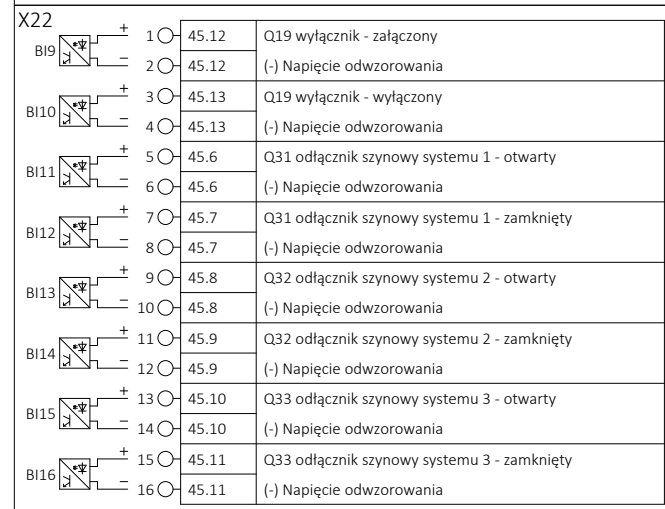 X22
BI9 + 1 45.12 Q19 wyłącznik - załączony
– 2 45.12 (-) Napięcie odwzorowania
BI10 + 3 45.13 Q19 wyłącznik - wyłączony
– 4 45.13 (-) Napięcie odwzorowania
BI11 + 5 45.6 Q31 odłącznik szynowy systemu 1 - otwarty
– 6 45.6 (-) Napięcie odwzorowania
BI12 + 7 45.7 Q31 odłącznik szynowy systemu 1 - zamknięty
– 8 45.7 (-) Napięcie odwzorowania
BI13 + 9 45.8 Q32 odłącznik szynowy systemu 2 - otwarty
– 10 45.8 (-) Napięcie odwzorowania
BI14 + 11 45.9 Q32 odłącznik szynowy systemu 2 - zamknięty
– 12 45.9 (-) Napięcie odwzorowania
BI15 + 13 45.10 Q33 odłącznik szynowy systemu 3 - otwarty
– 14 45.10 (-) Napięcie odwzorowania
BI16 + 15 45.11 Q33 odłącznik szynowy systemu 3 - zamknięty
– 16 45.11 (-) Napięcie odwzorowania